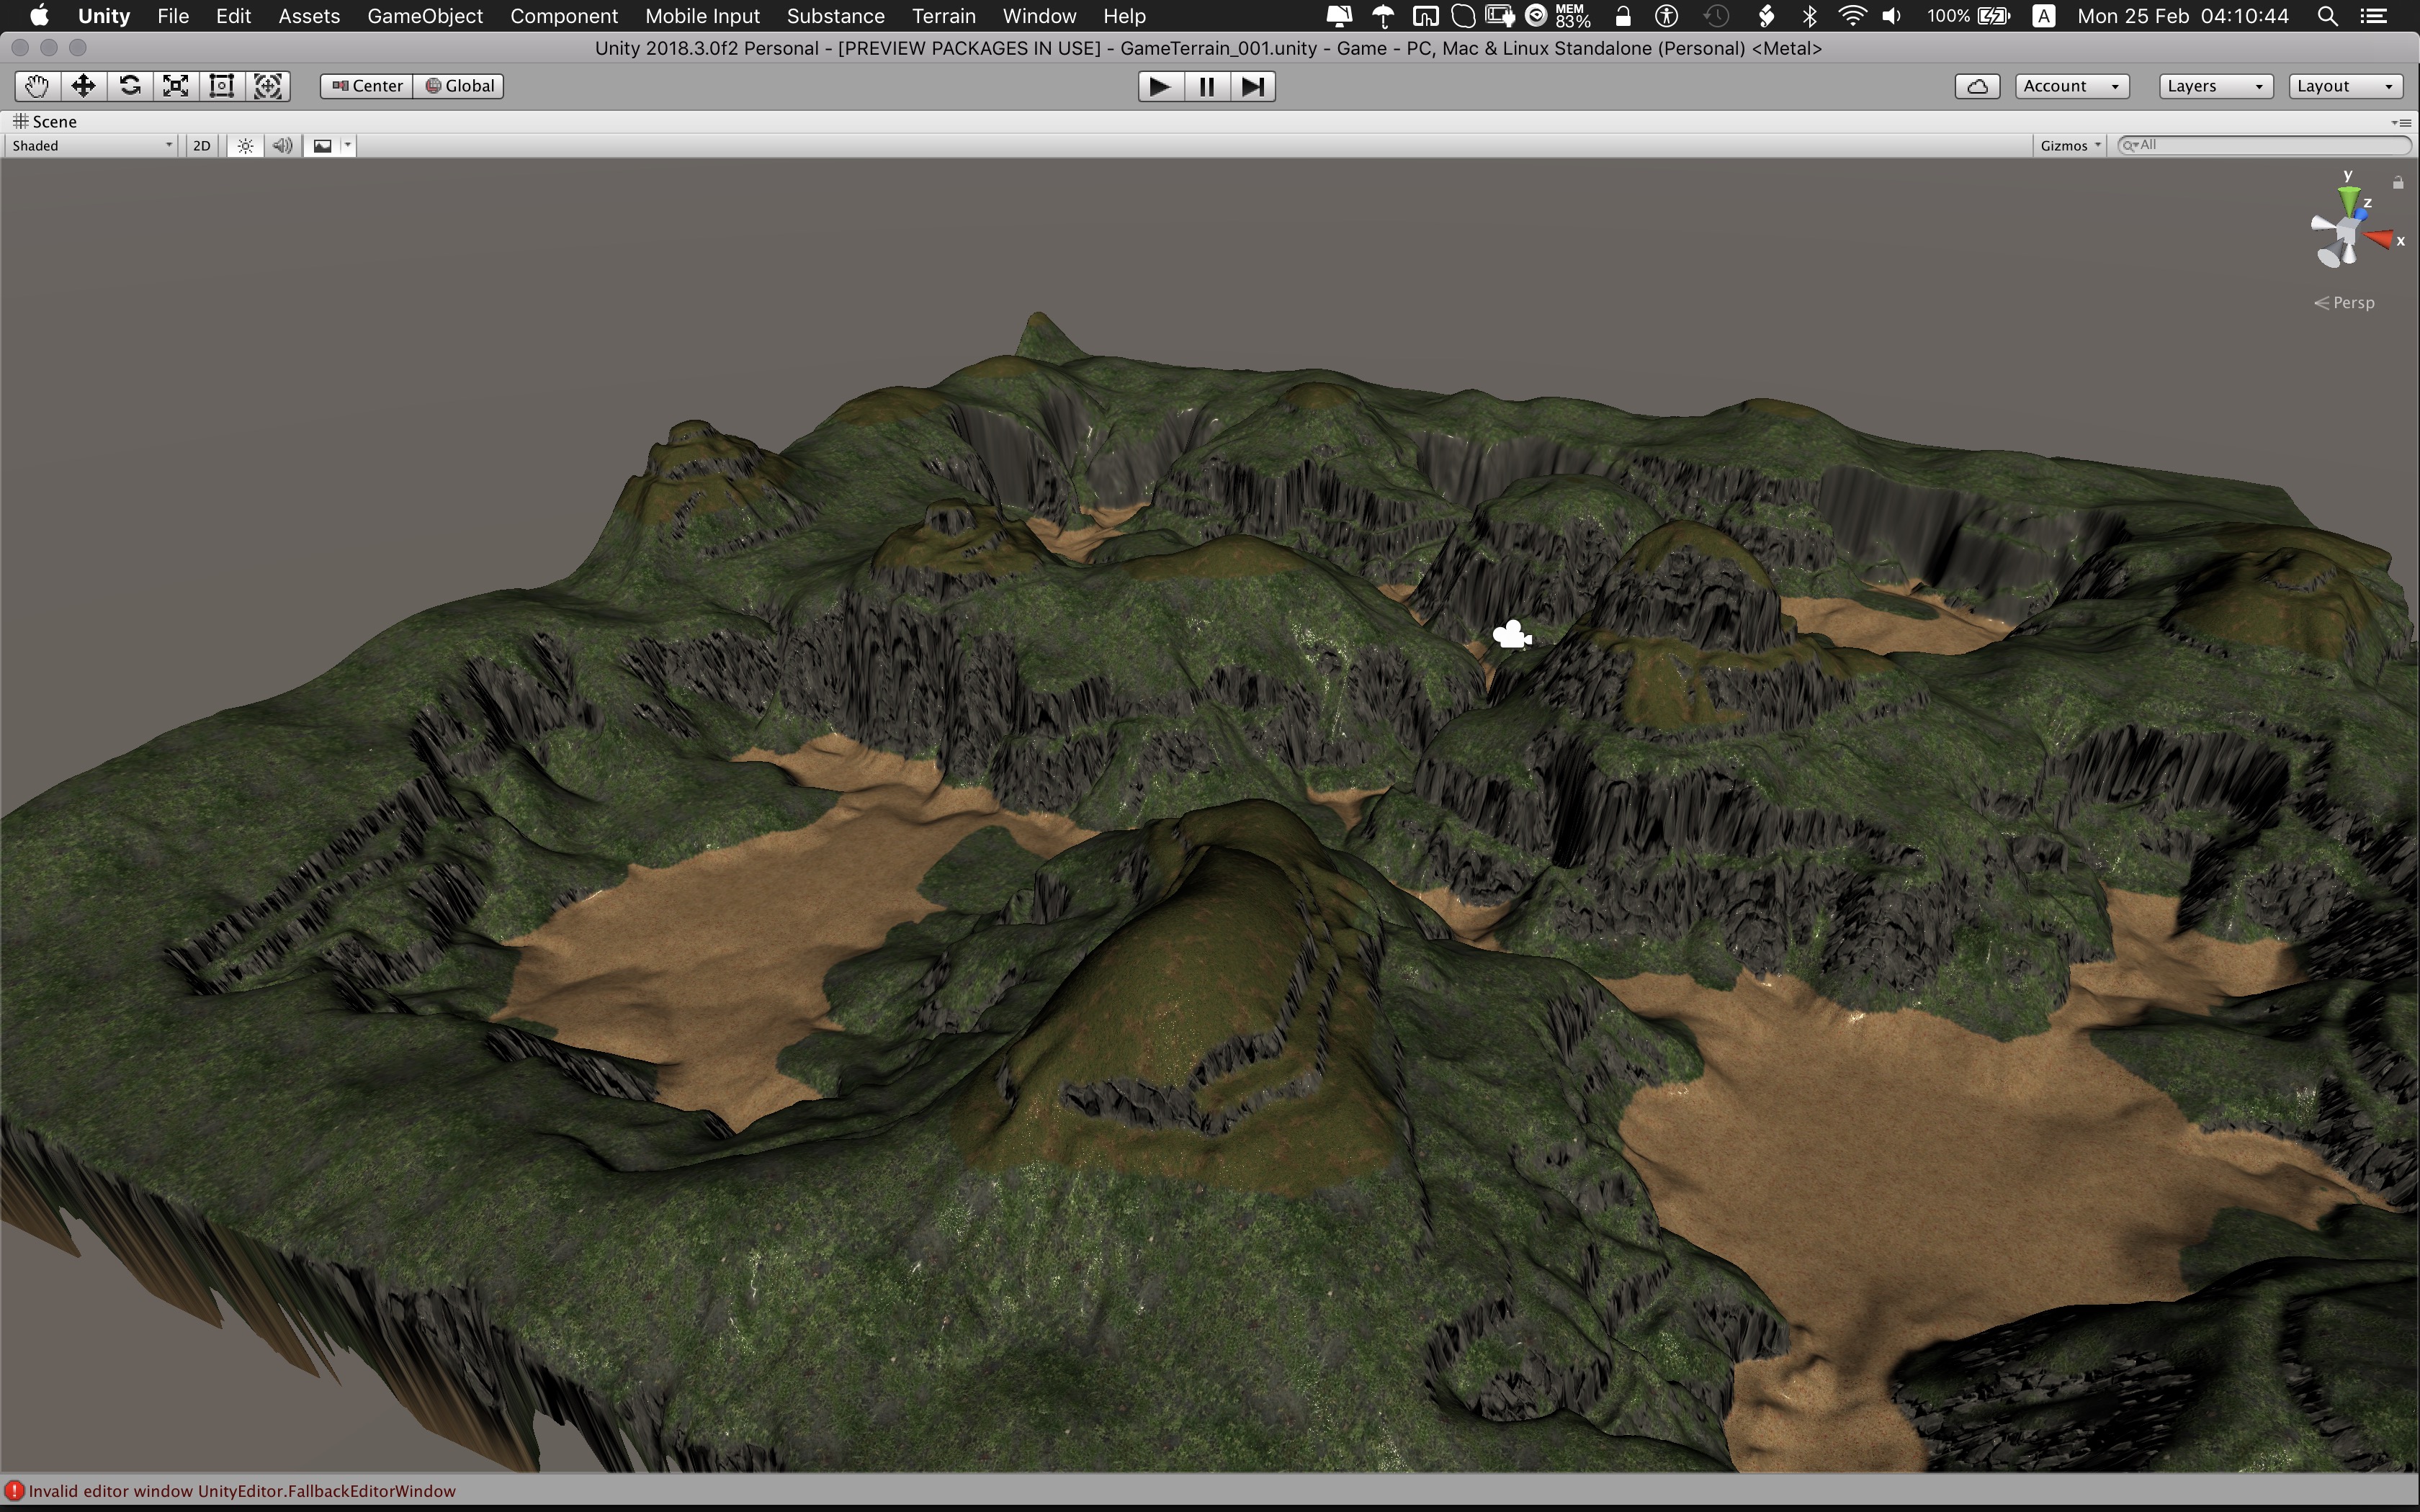 Unity File Edit Assets GameObject Component Mobile Input Substance Terrain Window Help MEM 83% 100% A Mon 25 Feb 04:10:44
Unity 2018.3.0f2 Personal - [PREVIEW PACKAGES IN USE] - GameTerrain_001.unity - Game - PC, Mac & Linux Standalone (Personal) <Metal>
Center Global Account Layers Layout
Scene
Shaded 2D Gizmos All
y
z
x
Persp
Invalid editor window UnityEditor.FallbackEditorWindow